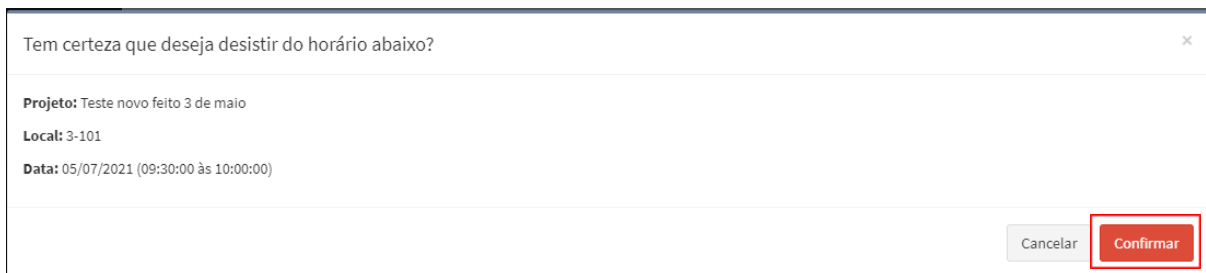 Tem certeza que deseja desistir do horário abaixo?
×
Projeto: Teste novo feito 3 de maio
Local: 3-101
Data: 05/07/2021 (09:30:00 às 10:00:00)
Cancelar Confirmar